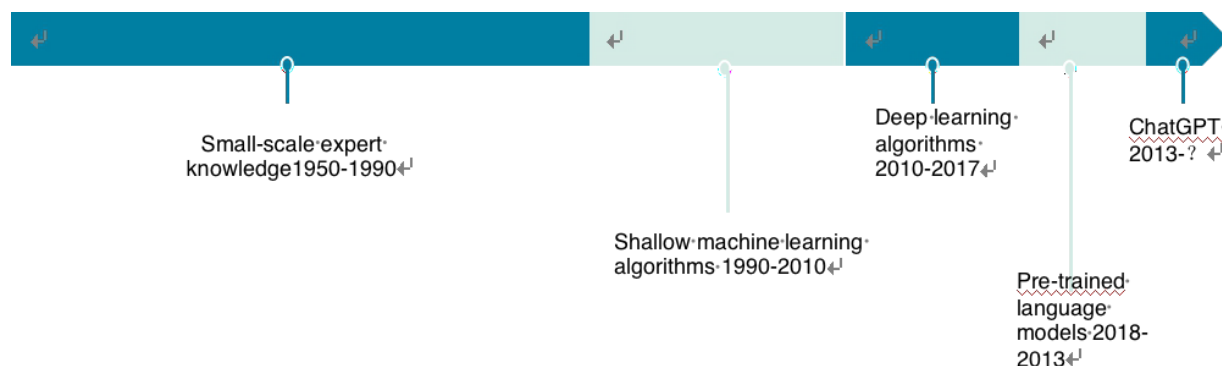 Small-scale expert
knowledge1950-1990
Shallow machine learning
algorithms 1990-2010
Deep learning
algorithms
2010-2017
Pre-trained
language
models 2018-
2013
ChatGPT
2013-？